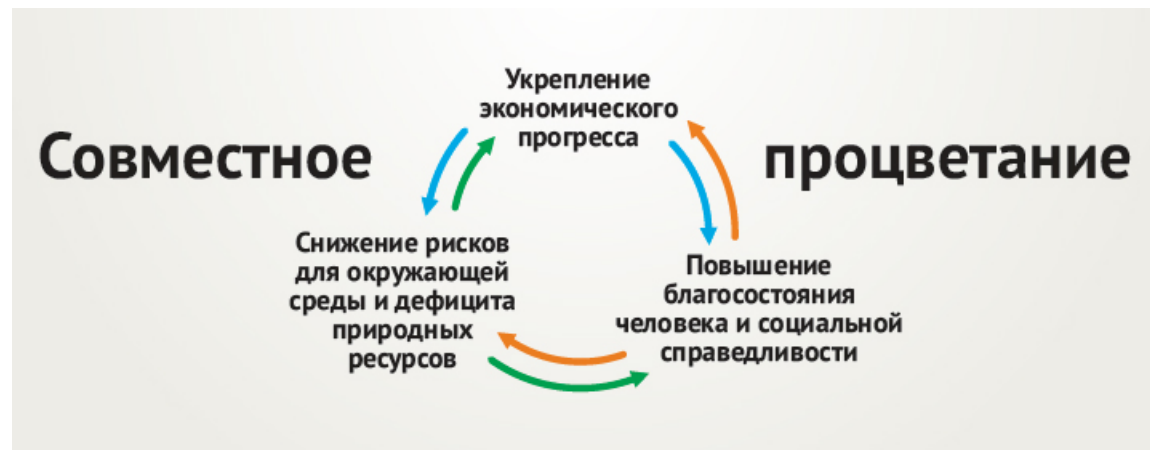 Совместное процветание
Укрепление
экономического
прогресса
Снижение рисков
для окружающей
среды и дефицита
природных
ресурсов
Повышение
благосостояния
человека и социальной
справедливости